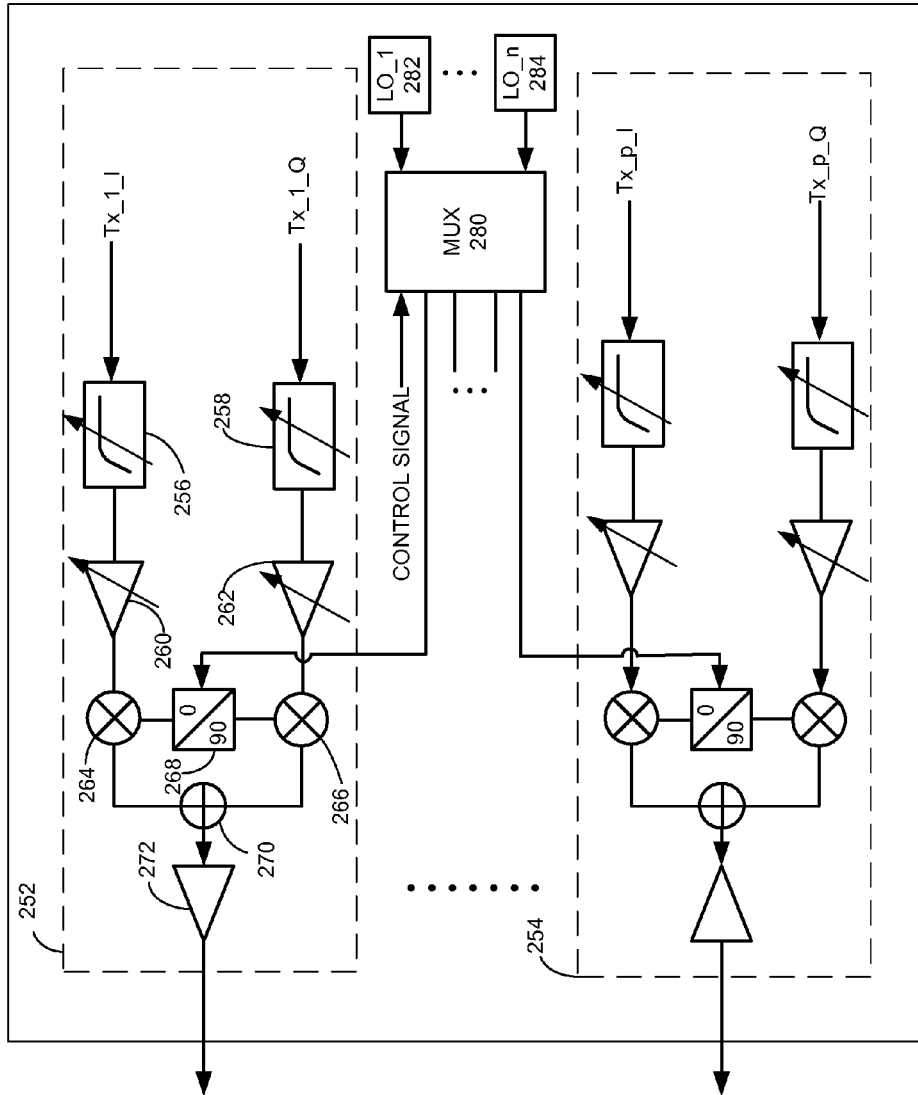 252
272
264
268
0
90
270
266
260
262
256
258
Tx_1_I
Tx_1_Q
CONTROL SIGNAL
MUX
280
LO_1
282
LO_n
284
254
0
90
Tx_p_I
Tx_p_Q